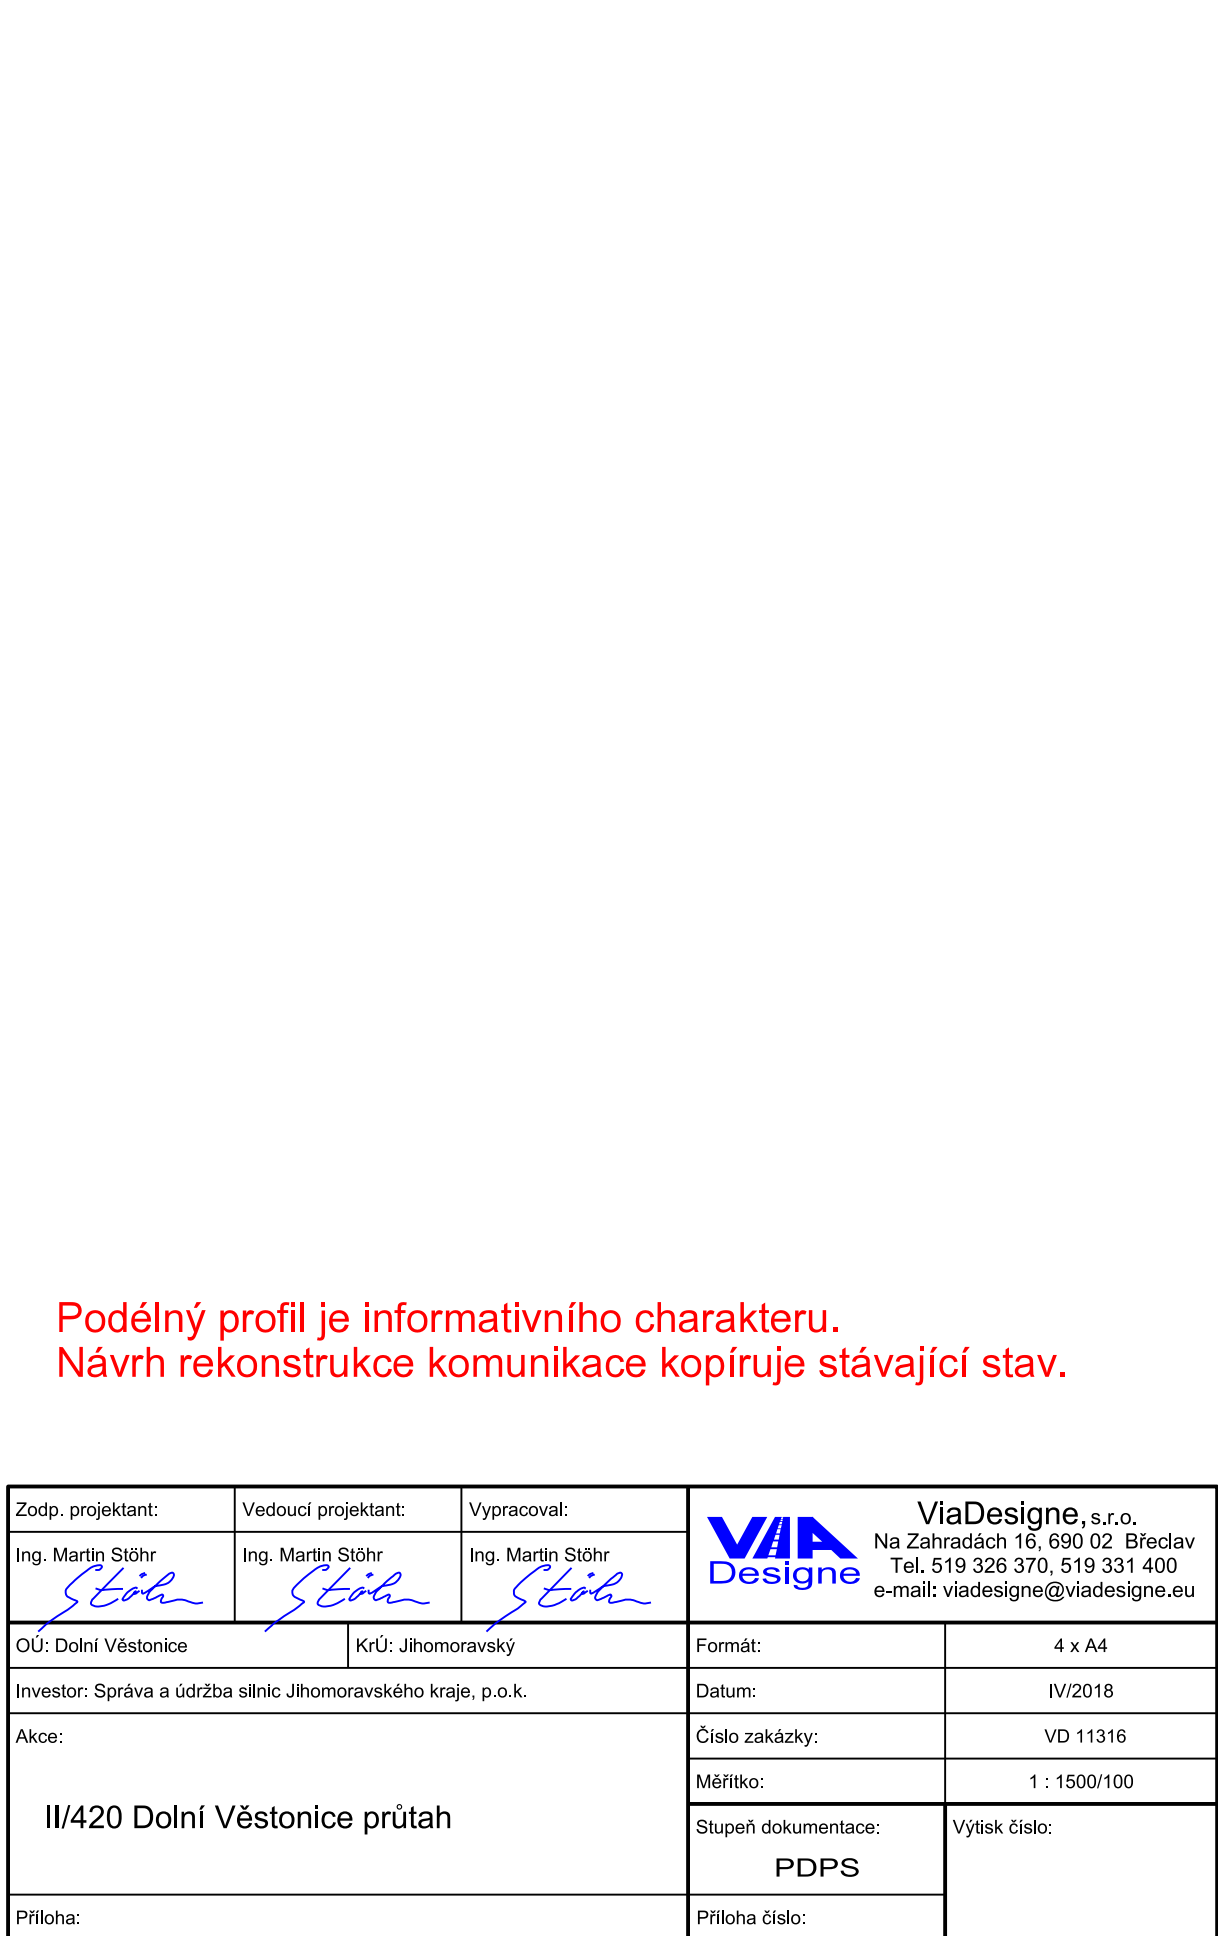 Podélný profil je informativního charakteru.
Návrh rekonstrukce komunikace kopíruje stávající stav.
Zodp. projektant:
Vedoucí projektant:
Vypracoval:
Ing. Martin Stöhr
Ing. Martin Stöhr
Ing. Martin Stöhr
Stöhr
Stöhr
Stöhr
VIA
Designe
ViaDesigne, s.r.o.
Na Zahradách 16, 690 02 Břeclav
Tel. 519 326 370, 519 331 400
e-mail: viadesigne@viadesigne.eu
OÚ: Dolní Věstonice
KrÚ: Jihomoravský
Formát:
4 x A4
Investor: Správa a údržba silnic Jihomoravského kraje, p.o.k.
Datum:
IV/2018
Akce:
Číslo zakázky:
VD 11316
Měřítko:
1 : 1500/100
II/420 Dolní Věstonice průtah
Stupeň dokumentace:
Výtisk číslo:
PDPS
Příloha:
Příloha číslo: